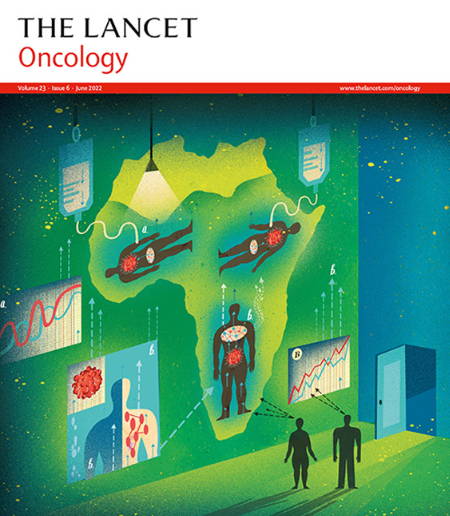 THE LANCET
Oncology
Volume 23 · Issue 6 · June 2022
www.thelancet.com/oncology
a.
б.
a.
б.
б.
B